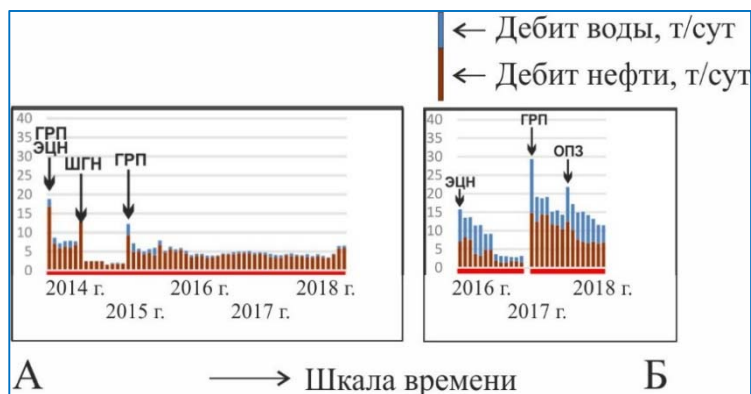 ← Дебит воды, т/сут
← Дебит нефти, т/сут
40
35
30
25
20
15
10
5
0
ГРП
ЭЦН
ШГН
ГРП
2014 г.
2015 г.
2016 г.
2017 г.
2018 г.
40
35
30
25
20
15
10
5
0
ЭЦН
ГРП
ОПЗ
2016 г.
2017 г.
2018 г.
А
→ Шкала времени
Б